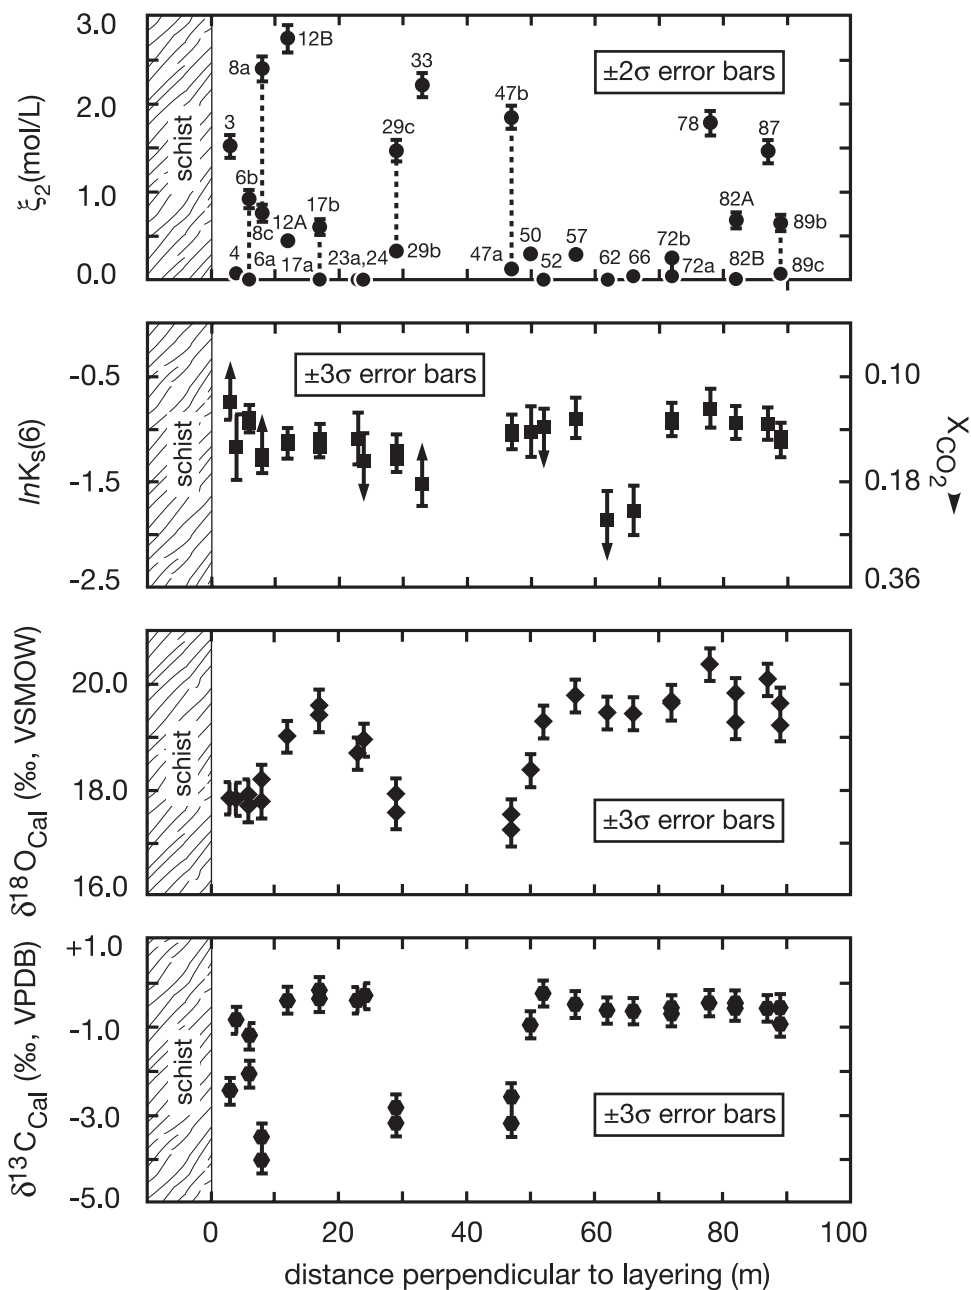 3.0
2.0
1.0
0.0
ξ2(mol/L)
schist
±2σ error bars
12B
8a
33
47b
3
29c
78
87
6b
17b
82A
8c
12A
89b
4
6a
17a
23a,24
29b
47a
50
52
57
62
66
72b
72a
82B
89c
-0.5
-1.5
-2.5
lnKs(6)
schist
±3σ error bars
0.10
0.18
0.36
XCO2
20.0
18.0
16.0
δ18OCal (‰, VSMOW)
schist
±3σ error bars
+1.0
-1.0
-3.0
-5.0
δ13CCal (‰, VPDB)
schist
±3σ error bars
0 20 40 60 80 100
distance perpendicular to layering (m)